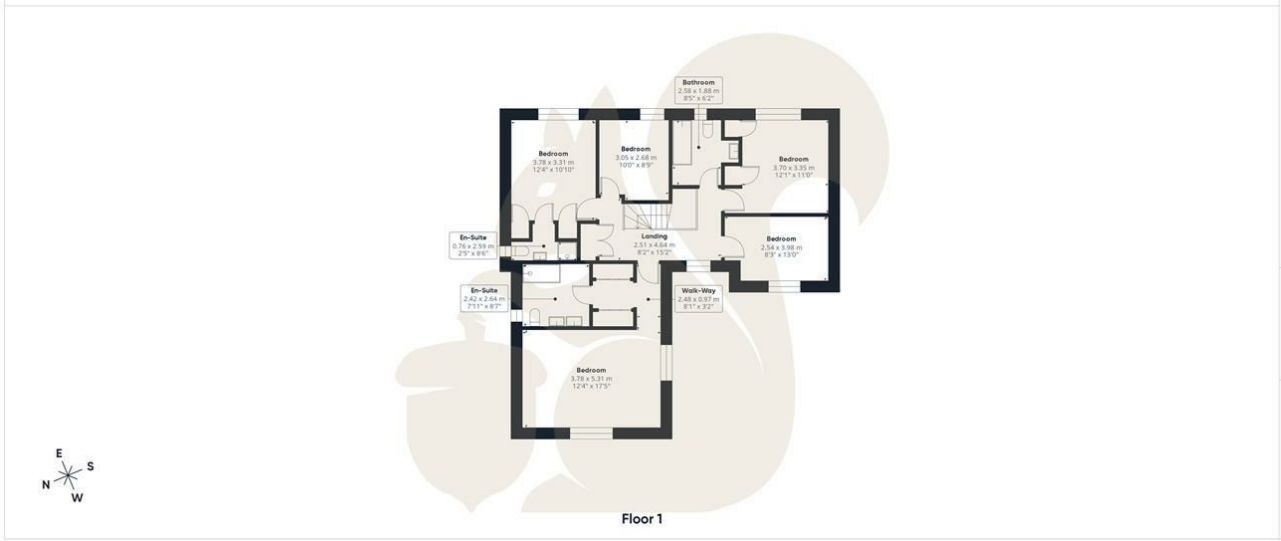 Bathroom
2.58 x 1.88 m
8'5" x 6'2"
Bedroom
3.78 x 3.31 m
12'4" x 10'10"
Bedroom
3.05 x 2.68 m
10'0" x 8'9"
Bedroom
3.70 x 3.35 m
12'1" x 11'0"
En-Suite
0.76 x 2.59 m
2'5" x 8'6"
Landing
2.51 x 4.64 m
8'2" x 15'2"
Bedroom
2.54 x 3.98 m
8'3" x 13'0"
En-Suite
2.42 x 2.64 m
7'11" x 8'7"
Walk-Way
2.48 x 0.97 m
8'1" x 3'2"
Bedroom
3.78 x 5.31 m
12'4" x 17'5"
E
S
N
W
Floor 1